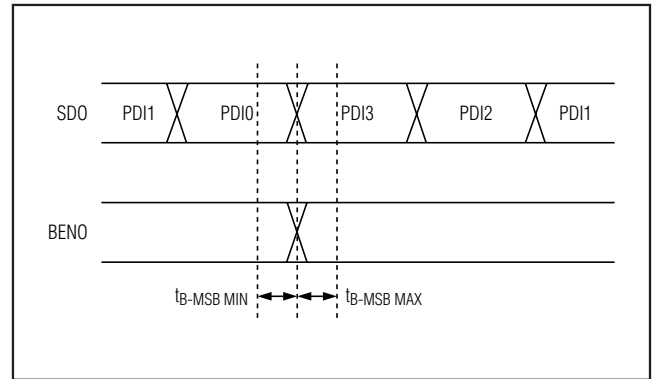 SDO PDI1 PDI0 PDI3 PDI2 PDI1
BENO
tB-MSB MIN tB-MSB MAX